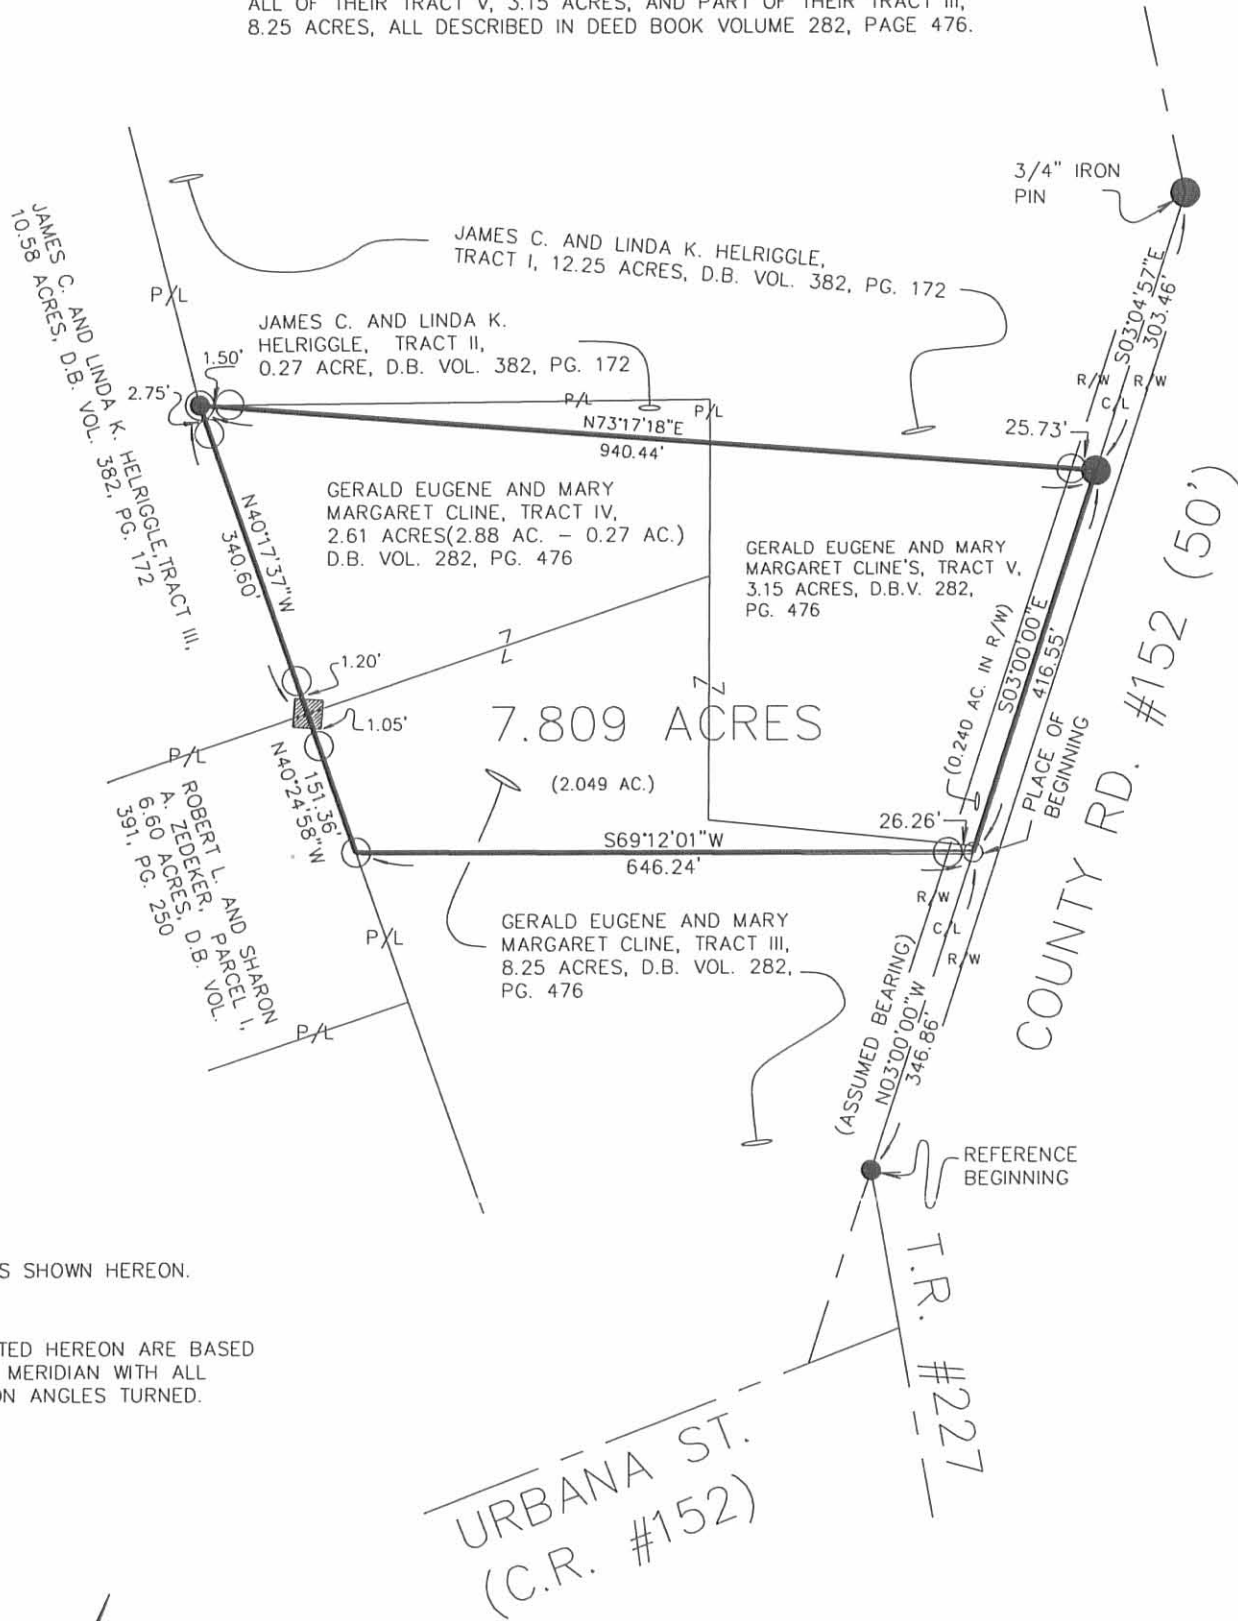 ALL OF THEIR TRACT V, 3.15 ACRES, AND PART OF THEIR TRACT III,
8.25 ACRES, ALL DESCRIBED IN DEED BOOK VOLUME 282, PAGE 476.
3/4" IRON
PIN
JAMES C. AND LINDA K. HELRIGGLE,
TRACT I, 12.25 ACRES, D.B. VOL. 382, PG. 172
S03°04'57"E
303.46'
R/W
R/W
C/L
JAMES C. AND LINDA K. HELRIGGLE, TRACT III,
10.58 ACRES, D.B. VOL. 382, PG. 172
P/L
JAMES C. AND LINDA K.
HELRIGGLE, TRACT II,
0.27 ACRE, D.B. VOL. 382, PG. 172
1.50'
2.75'
P/L
P/L
N73°17'18"E
940.44'
25.73'
GERALD EUGENE AND MARY
MARGARET CLINE, TRACT IV,
2.61 ACRES(2.88 AC. - 0.27 AC.)
D.B. VOL. 282, PG. 476
N40°17'37"W
340.60'
GERALD EUGENE AND MARY
MARGARET CLINE'S, TRACT V,
3.15 ACRES, D.B.V. 282,
PG. 476
(0.240 AC. IN R/W)
S03°00'00"E
416.55'
COUNTY RD. #152 (50')
PLACE OF
BEGINNING
1.20'
1.05'
7.809 ACRES
(2.049 AC.)
P/L
N40°24'58"W
151.36'
ROBERT L. AND SHARON
A. ZEDEKER, PARCEL I,
6.60 ACRES, D.B. VOL.
391, PG. 250
26.26'
S69°12'01"W
646.24'
R/W
C/L
R/W
P/L
GERALD EUGENE AND MARY
MARGARET CLINE, TRACT III,
8.25 ACRES, D.B. VOL. 282,
PG. 476
P/L
(ASSUMED BEARING)
N03°00'00"W
346.86'
REFERENCE
BEGINNING
T.R. #227
S SHOWN HEREON.
TED HEREON ARE BASED
MERIDIAN WITH ALL
ON ANGLES TURNED.
URBANA ST.
(C.R. #152)